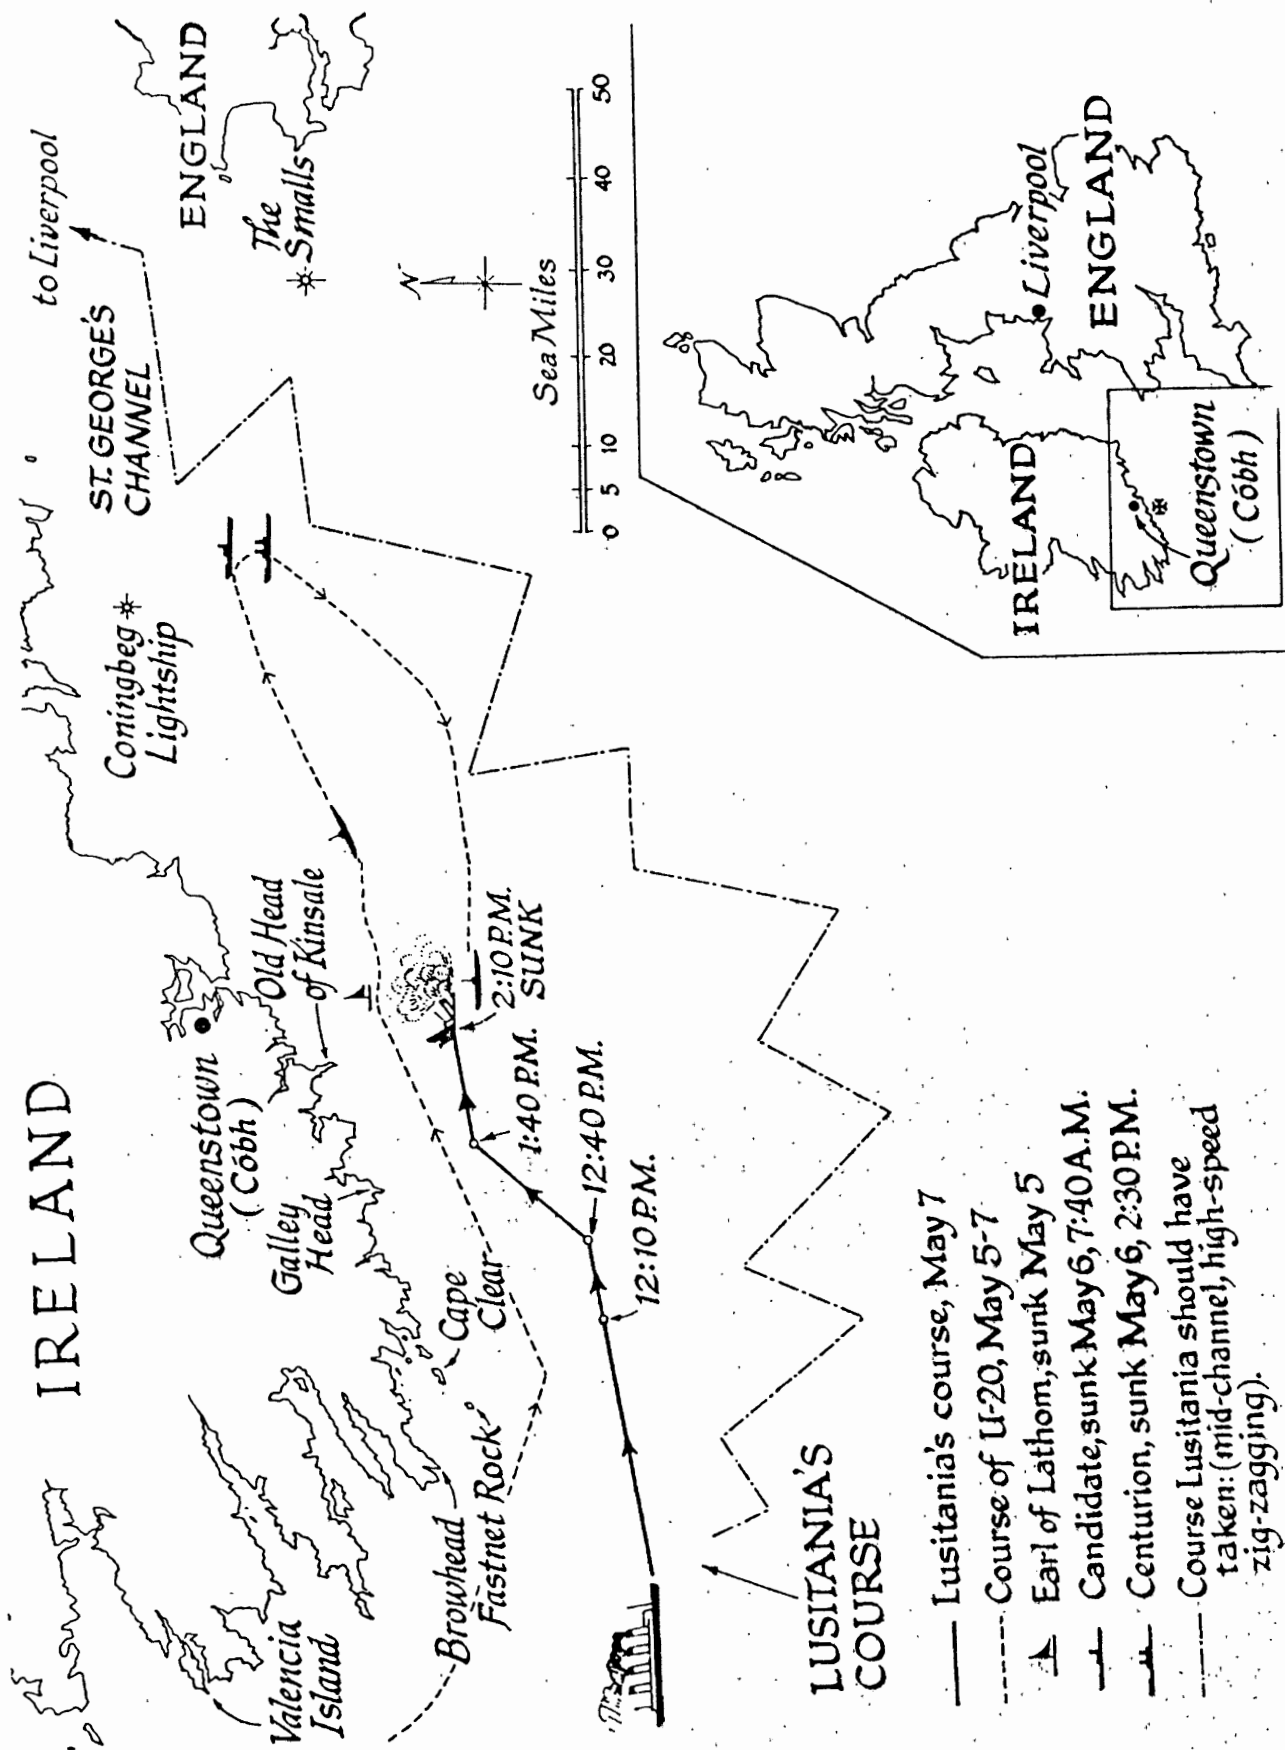 IRELAND
to Liverpool
ST. GEORGE'S
CHANNEL
ENGLAND
The
Smalls
Coningbeg
Lightship
Queenstown
(Cóbh)
Old Head
of Kinsale
Galley
Head
Cape
Clear
Valencia
Island
Browhead
Fastnet Rock
2:10 P.M.
SUNK
1:40 P.M.
12:40 P.M.
12:10 P.M.
N
Sea Miles
0 5 10 20 30 40 50
LUSITANIA'S
COURSE
Lusitania's course, May 7
Course of U-20, May 5-7
Earl of Lathom, sunk May 5
Candidate, sunk May 6, 7:40 A.M.
Centurion, sunk May 6, 2:30 P.M.
Course Lusitania should have
taken: (mid-channel, high-speed
zig-zagging).
IRELAND
Liverpool
ENGLAND
Queenstown
(Cóbh)